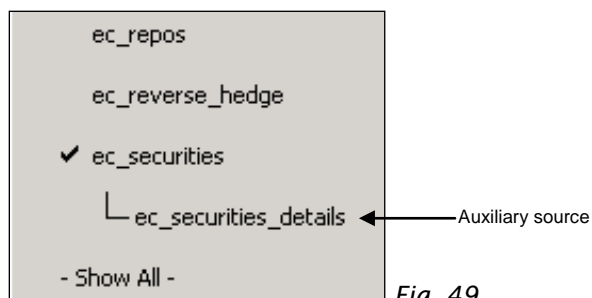 ec_repos
ec_reverse_hedge
✔ ec_securities
ec_securities_details
Auxiliary source
- Show All -
Fig. 49